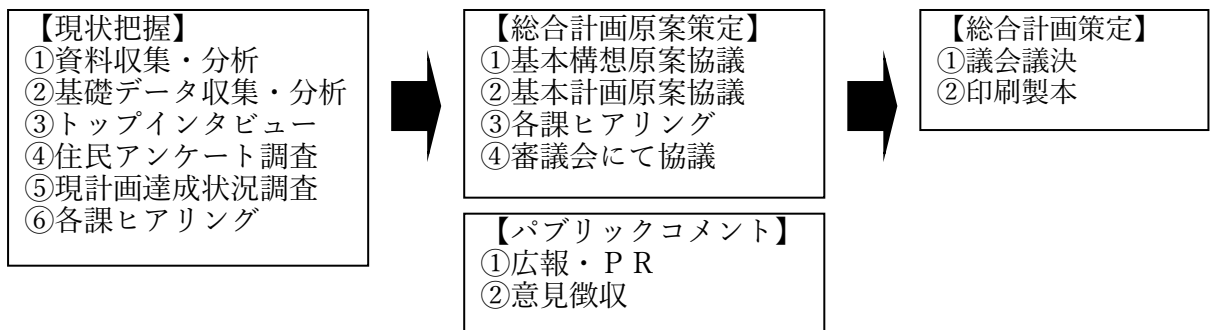 【現状把握】
①資料収集・分析
②基礎データ収集・分析
③トップインタビュー
④住民アンケート調査
⑤現計画達成状況調査
⑥各課ヒアリング
【総合計画原案策定】
①基本構想原案協議
②基本計画原案協議
③各課ヒアリング
④審議会にて協議
【パブリックコメント】
①広報・ＰＲ
②意見徴収
【総合計画策定】
①議会議決
②印刷製本